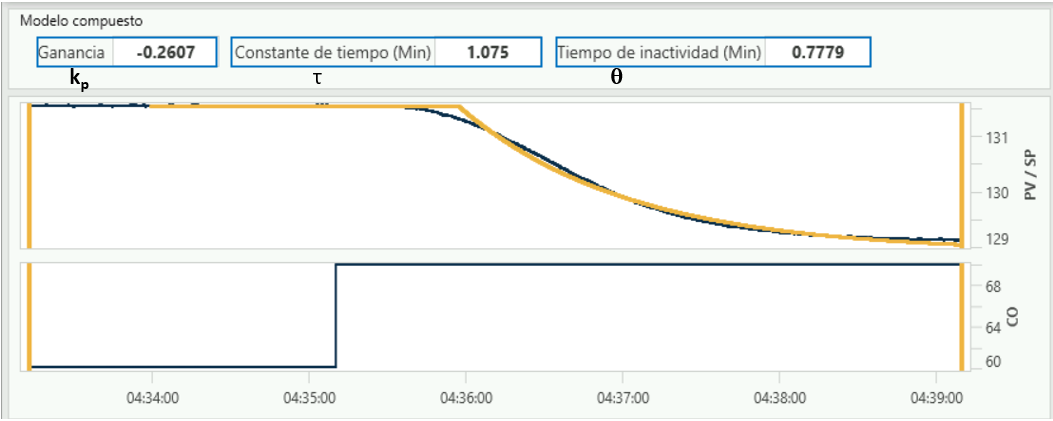 Modelo compuesto
Ganancia -0.2607 Constante de tiempo (Min) 1.075 Tiempo de inactividad (Min) 0.7779
kp τ θ
131
130
129
PV / SP
68
64
60
CO
04:34:00 04:35:00 04:36:00 04:37:00 04:38:00 04:39:00